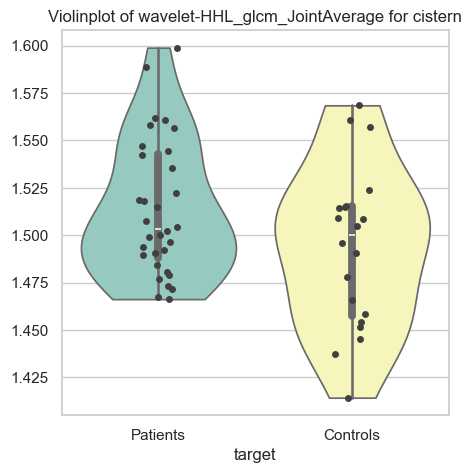 Violinplot of wavelet-HHL_glcm_JointAverage for cistern
1.600
1.575
1.550
1.525
1.500
1.475
1.450
1.425
Patients Controls
target